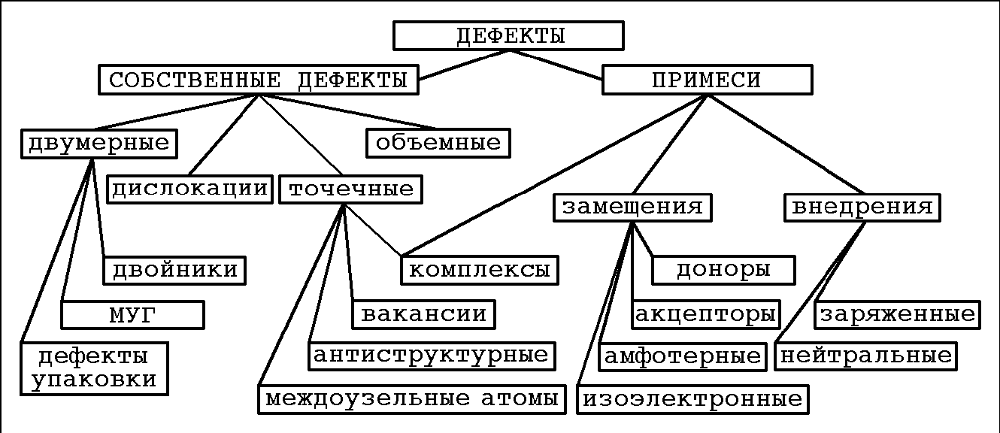 ДЕФЕКТЫ
СОБСТВЕННЫЕ ДЕФЕКТЫ
ПРИМЕСИ
двумерные
объемные
дислокации
точечные
замещения
внедрения
двойники
комплексы
доноры
МУГ
вакансии
акцепторы
заряженные
дефекты
упаковки
антиструктурные
амфотерные
нейтральные
междоузельные атомы
изоэлектронные